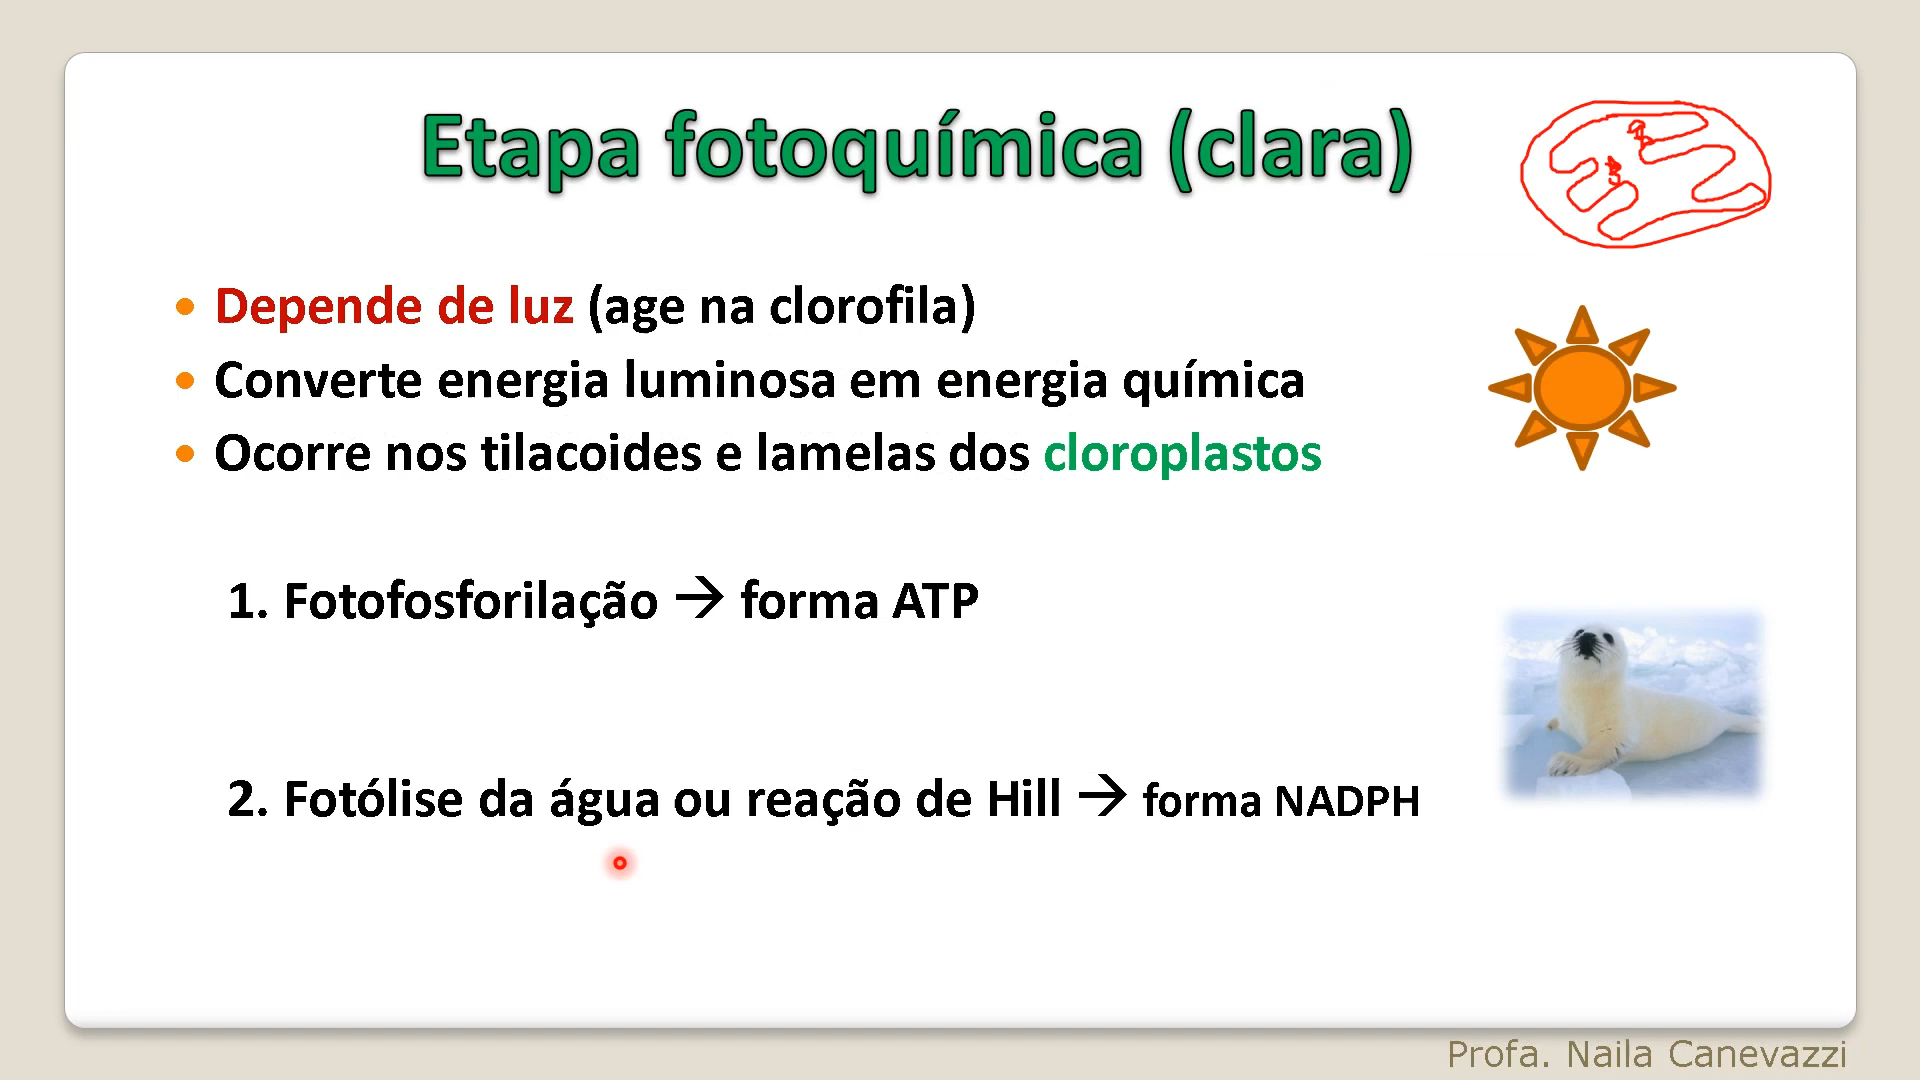 Etapa fotoquímica (clara)
• Depende de luz (age na clorofila)
• Converte energia luminosa em energia química
• Ocorre nos tilacoides e lamelas dos cloroplastos
1. Fotofosforilação → forma ATP
2. Fotólise da água ou reação de Hill → forma NADPH
Profa. Naila Canevazzi